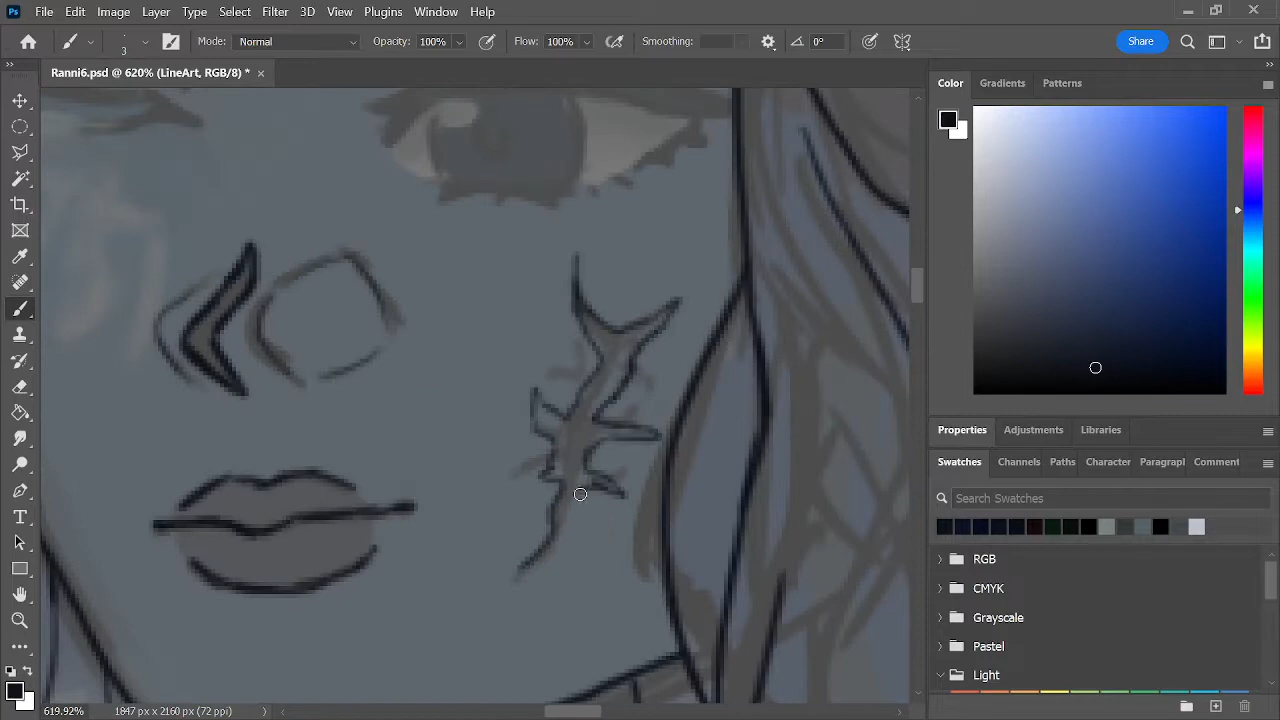 Ps File Edit Image Layer Type Select Filter 3D View Plugins Window Help
3 Mode: Normal Opacity: 100% Flow: 100% Smoothing: 0° Share
Ranni6.psd @ 620% (LineArt, RGB/8) *
Color Gradients Patterns
Properties Adjustments Libraries
Swatches Channels Paths Character Paragrapl Comment
Search Swatches
RGB
CMYK
Grayscale
Pastel
Light
619.92% 1847 px x 2160 px (72 ppi)